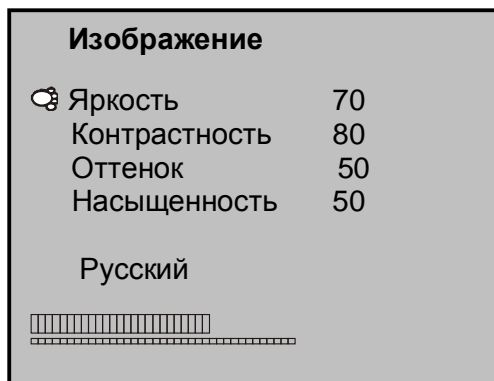 Изображение
Яркость 70
Контрастность 80
Оттенок 50
Насыщенность 50
Русский